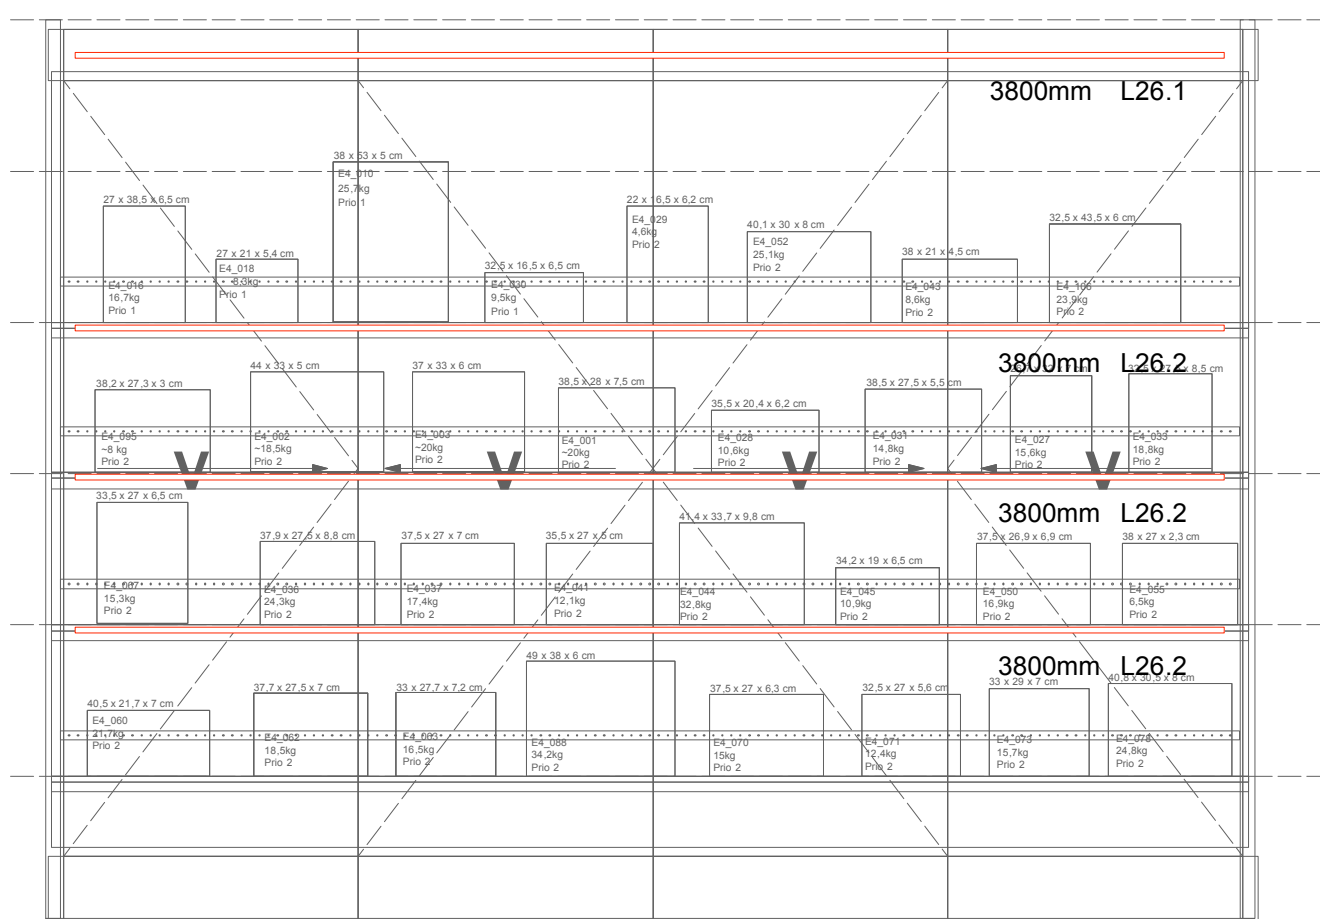 3800mm L26.1
38 x 53 x 5 cm
E4_010
25,7kg
Prio 1
27 x 38,5 x 6,5 cm
E4_016
16,7kg
Prio 1
27 x 21 x 5,4 cm
E4_018
8,3kg
Prio 1
32,5 x 16,5 x 6,5 cm
E4_030
9,5kg
Prio 1
22 x 16,5 x 6,2 cm
E4_029
4,6kg
Prio 2
40,1 x 30 x 8 cm
E4_052
25,1kg
Prio 2
38 x 21 x 4,5 cm
E4_043
8,6kg
Prio 2
32,5 x 43,5 x 6 cm
23,9kg
Prio 2
3800mm L26.2
38,2 x 27,3 x 3 cm
E4_095
~8 kg
Prio 2
44 x 33 x 5 cm
E4_002
~18,5kg
Prio 2
37 x 33 x 6 cm
E4_003
~20kg
Prio 2
38,5 x 28 x 7,5 cm
E4_001
~20kg
Prio 2
35,5 x 20,4 x 6,2 cm
E4_028
10,6kg
Prio 2
38,5 x 27,5 x 5,5 cm
E4_031
14,8kg
Prio 2
E4_027
15,6kg
Prio 2
x 8,5 cm
E4_033
18,8kg
Prio 2
V V V V
3800mm L26.2
33,5 x 27 x 6,5 cm
E4_067
15,3kg
Prio 2
37,9 x 27,5 x 8,8 cm
E4_036
24,3kg
Prio 2
37,5 x 27 x 7 cm
E4_037
17,4kg
Prio 2
35,5 x 27 x 5 cm
E4_041
12,1kg
Prio 2
41,4 x 33,7 x 9,8 cm
E4_044
32,8kg
Prio 2
34,2 x 19 x 6,5 cm
E4_045
10,9kg
Prio 2
37,5 x 26,9 x 6,9 cm
E4_050
16,9kg
Prio 2
38 x 27 x 2,3 cm
E4_055
6,5kg
Prio 2
3800mm L26.2
40,5 x 21,7 x 7 cm
E4_060
21,7kg
Prio 2
37,7 x 27,5 x 7 cm
E4_062
18,5kg
Prio 2
33 x 27,7 x 7,2 cm
E4_063
16,5kg
Prio 2
49 x 38 x 6 cm
E4_088
34,2kg
Prio 2
37,5 x 27 x 6,3 cm
E4_070
15kg
Prio 2
32,5 x 27 x 5,6 cm
E4_071
12,4kg
Prio 2
33 x 29 x 7 cm
E4_073
15,7kg
Prio 2
40,8 x 30,5 x 8 cm
E4_078
24,8kg
Prio 2